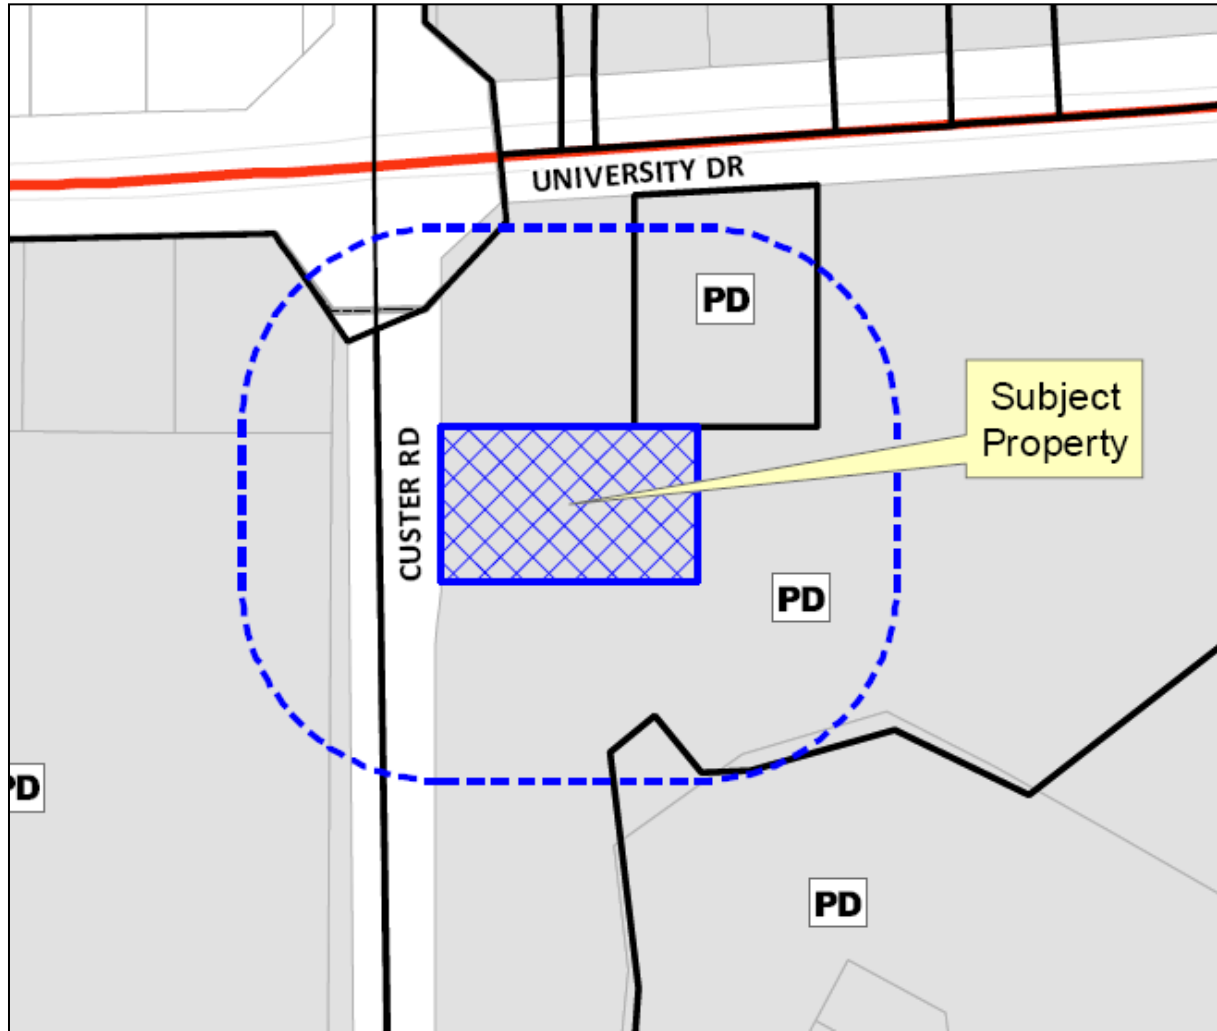 UNIVERSITY DR
PD
Subject
Property
CUSTER RD
PD
PD
PD